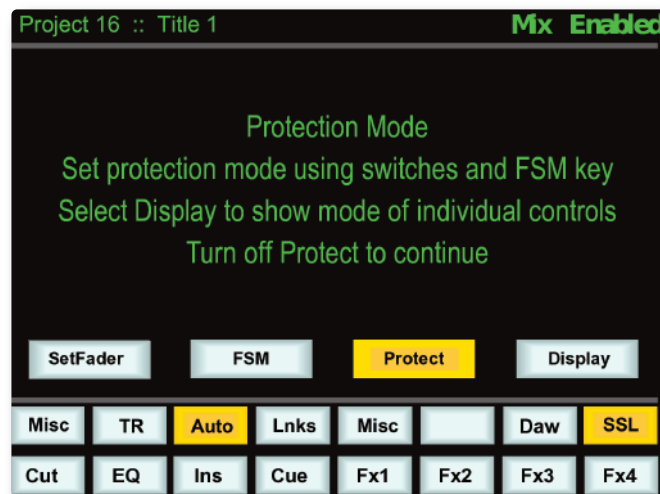 Project 16 :: Title 1 Mix Enabled
Protection Mode
Set protection mode using switches and FSM key
Select Display to show mode of individual controls
Turn off Protect to continue
SetFader FSM Protect Display
Misc TR Auto Lnks Misc Daw SSL
Cut EQ Ins Cue Fx1 Fx2 Fx3 Fx4